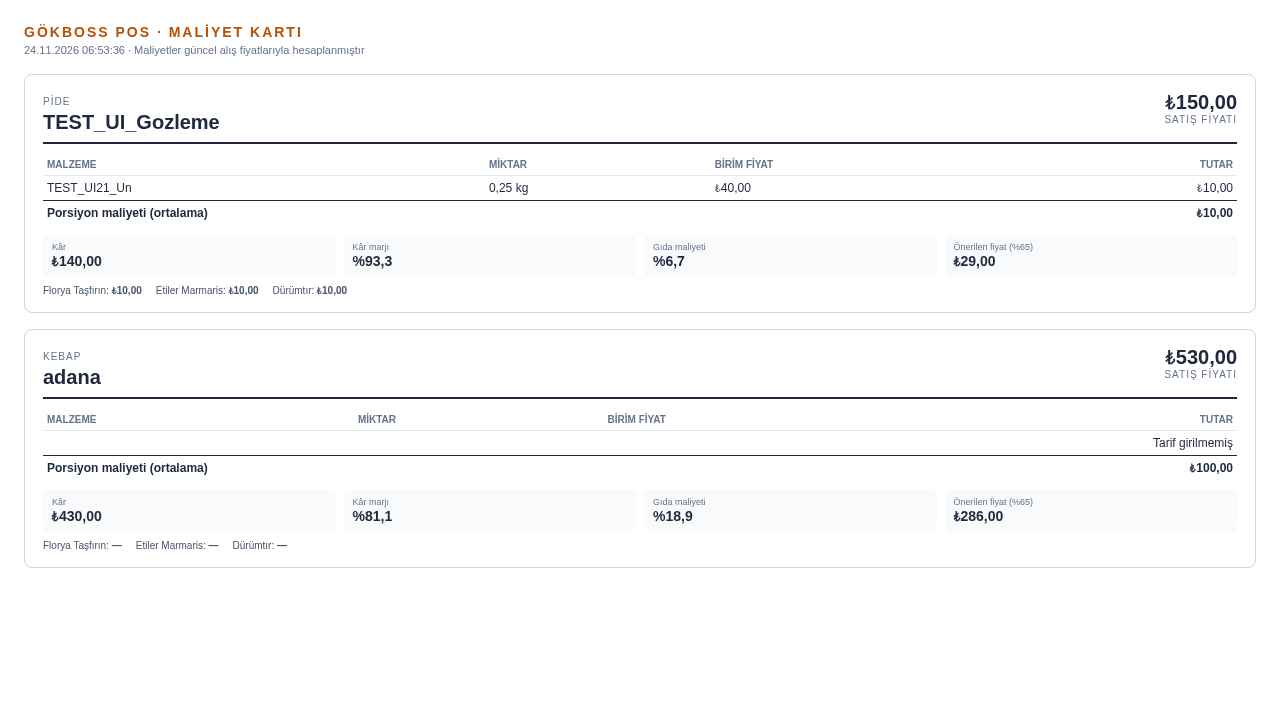 GÖKBOSS POS · MALİYET KARTI
24.11.2026 06:53:36 · Maliyetler güncel alış fiyatlarıyla hesaplanmıştır
PİDE
TEST_UI_Gozleme
₺150,00
SATIŞ FİYATI
MALZEME MİKTAR BİRİM FİYAT TUTAR
TEST_UI21_Un 0,25 kg ₺40,00 ₺10,00
Porsiyon maliyeti (ortalama) ₺10,00
Kâr Kâr marjı Gıda maliyeti Önerilen fiyat (%65)
₺140,00 %93,3 %6,7 ₺29,00
Florya Taşfırın: ₺10,00 Etiler Marmaris: ₺10,00 Dürümtır: ₺10,00
KEBAP
adana
₺530,00
SATIŞ FİYATI
MALZEME MİKTAR BİRİM FİYAT TUTAR
Tarif girilmemiş
Porsiyon maliyeti (ortalama) ₺100,00
Kâr Kâr marjı Gıda maliyeti Önerilen fiyat (%65)
₺430,00 %81,1 %18,9 ₺286,00
Florya Taşfırın: — Etiler Marmaris: — Dürümtır: —